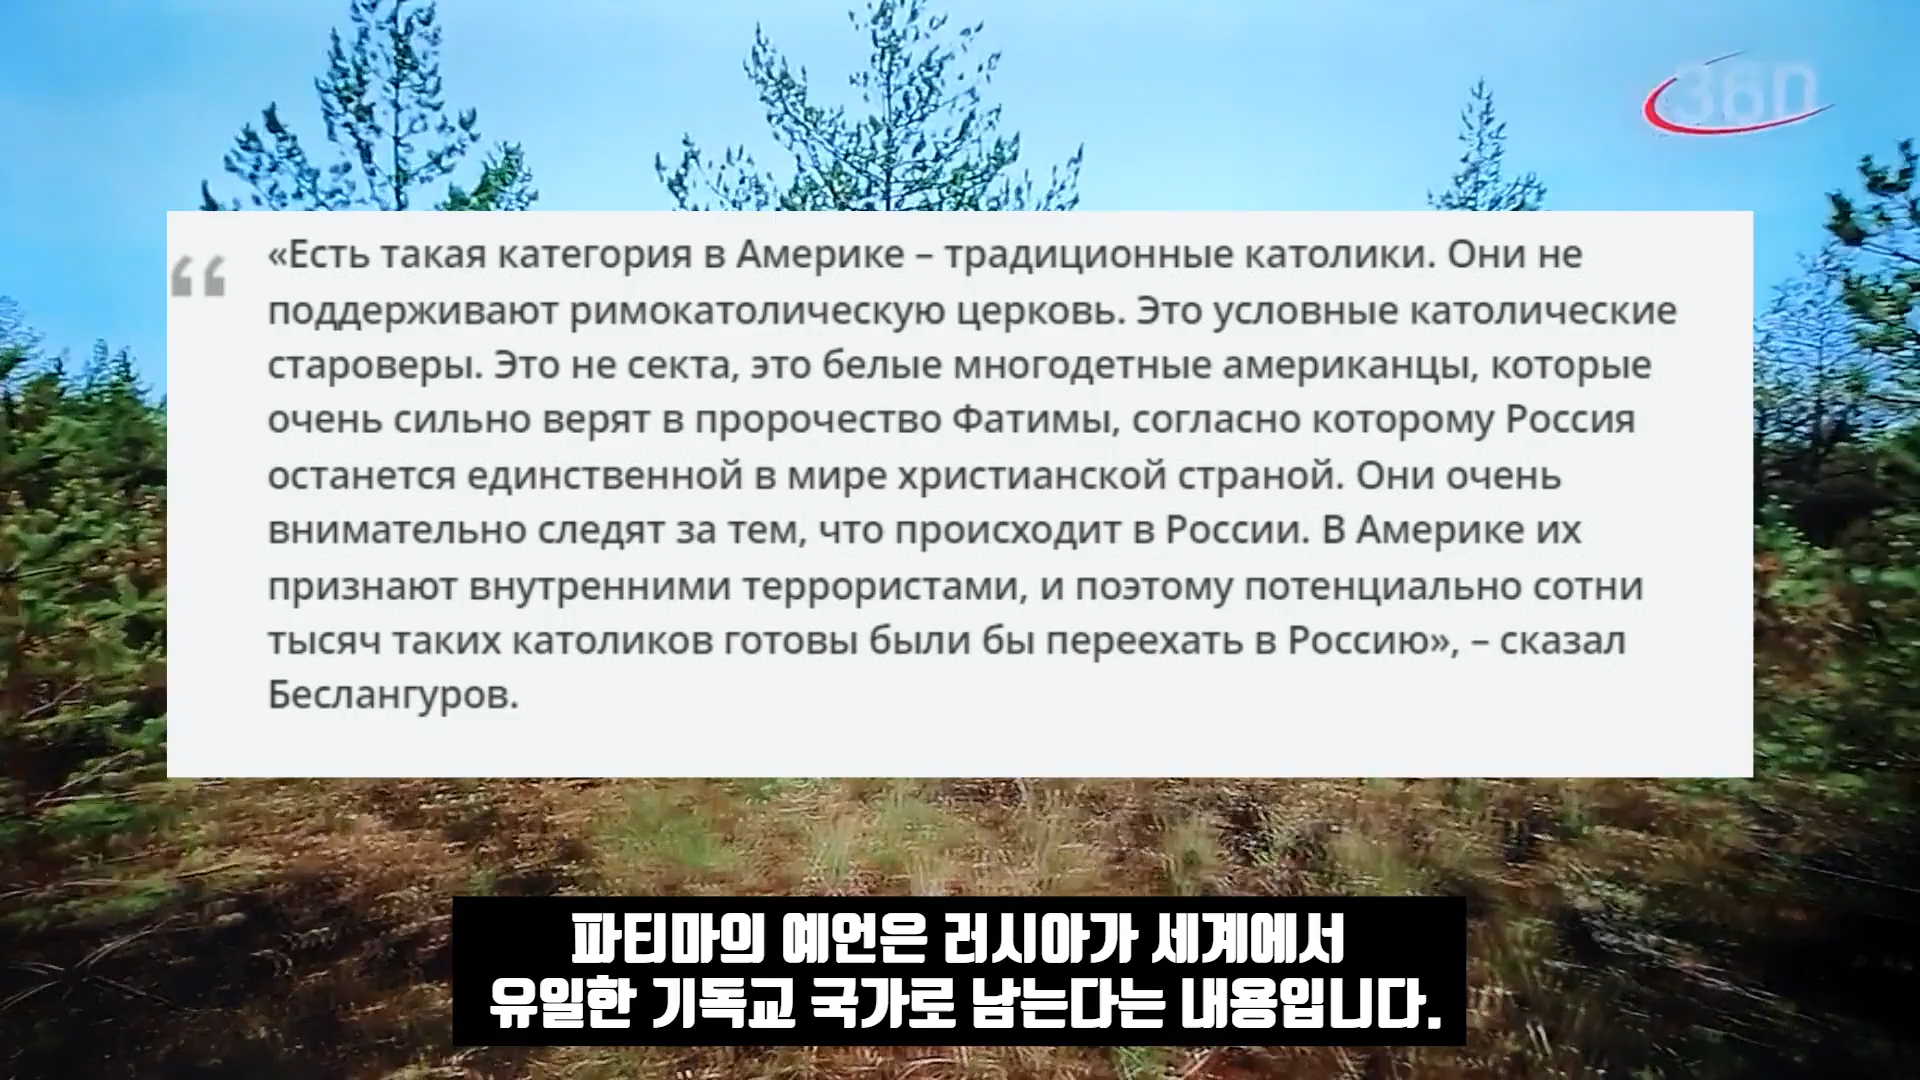 360
«Есть такая категория в Америке – традиционные католики. Они не
поддерживают римокатолическую церковь. Это условные католические
староверы. Это не секта, это белые многодетные американцы, которые
очень сильно верят в пророчество Фатимы, согласно которому Россия
останется единственной в мире христианской страной. Они очень
внимательно следят за тем, что происходит в России. В Америке их
признают внутренними террористами, и поэтому потенциально сотни
тысяч таких католиков готовы были бы переехать в Россию», – сказал
Беслангуров.
파티마의 예언은 러시아가 세계에서
유일한 기독교 국가로 남는다는 내용입니다.